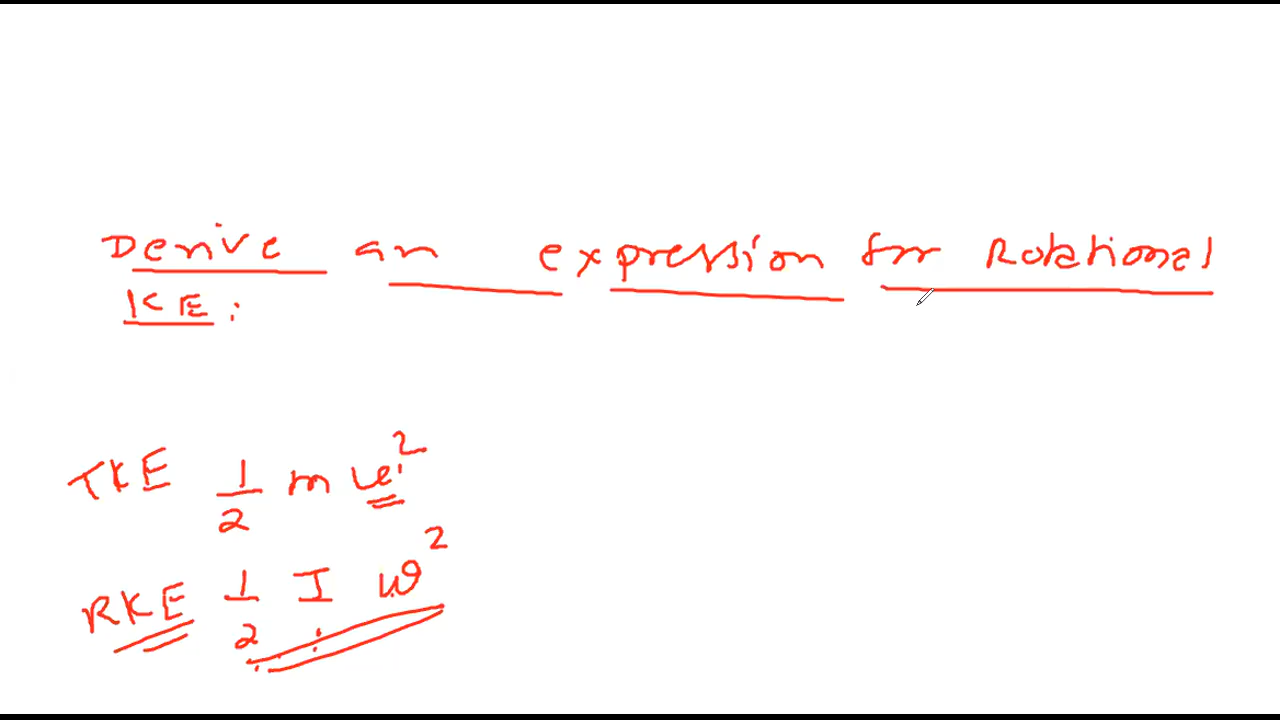 Derive an expression for Rotational
KE:
TKE 1/2 m v²
RKE 1/2 I ω²